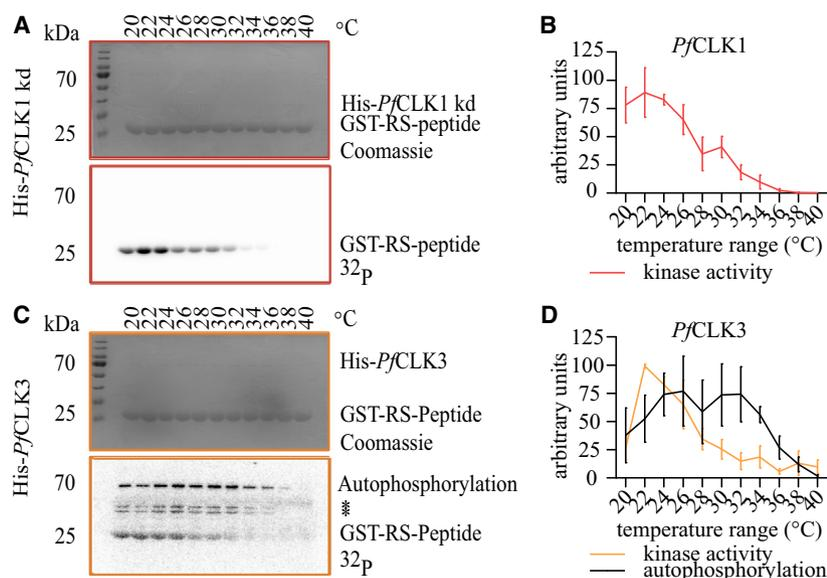 A
kDa
20 22 24 26 28 30 32 34 36 38 40 °C
His-PfCLK1 kd
70
25
His-PfCLK1 kd
GST-RS-peptide
Coomassie
70
25
GST-RS-peptide
32P
B
PfCLK1
arbitrary units
125
100
75
50
25
0
20 22 24 26 28 30 32 34 36 38 40
temperature range (°C)
kinase activity
C
kDa
20 22 24 26 28 30 32 34 36 38 40 °C
His-PfCLK3
70
25
His-PfCLK3
GST-RS-Peptide
Coomassie
70
25
Autophosphorylation
*
*
GST-RS-Peptide
32P
D
PfCLK3
arbitrary units
125
100
75
50
25
0
20 22 24 26 28 30 32 34 36 38 40
temperature range (°C)
kinase activity
autophosphorylation